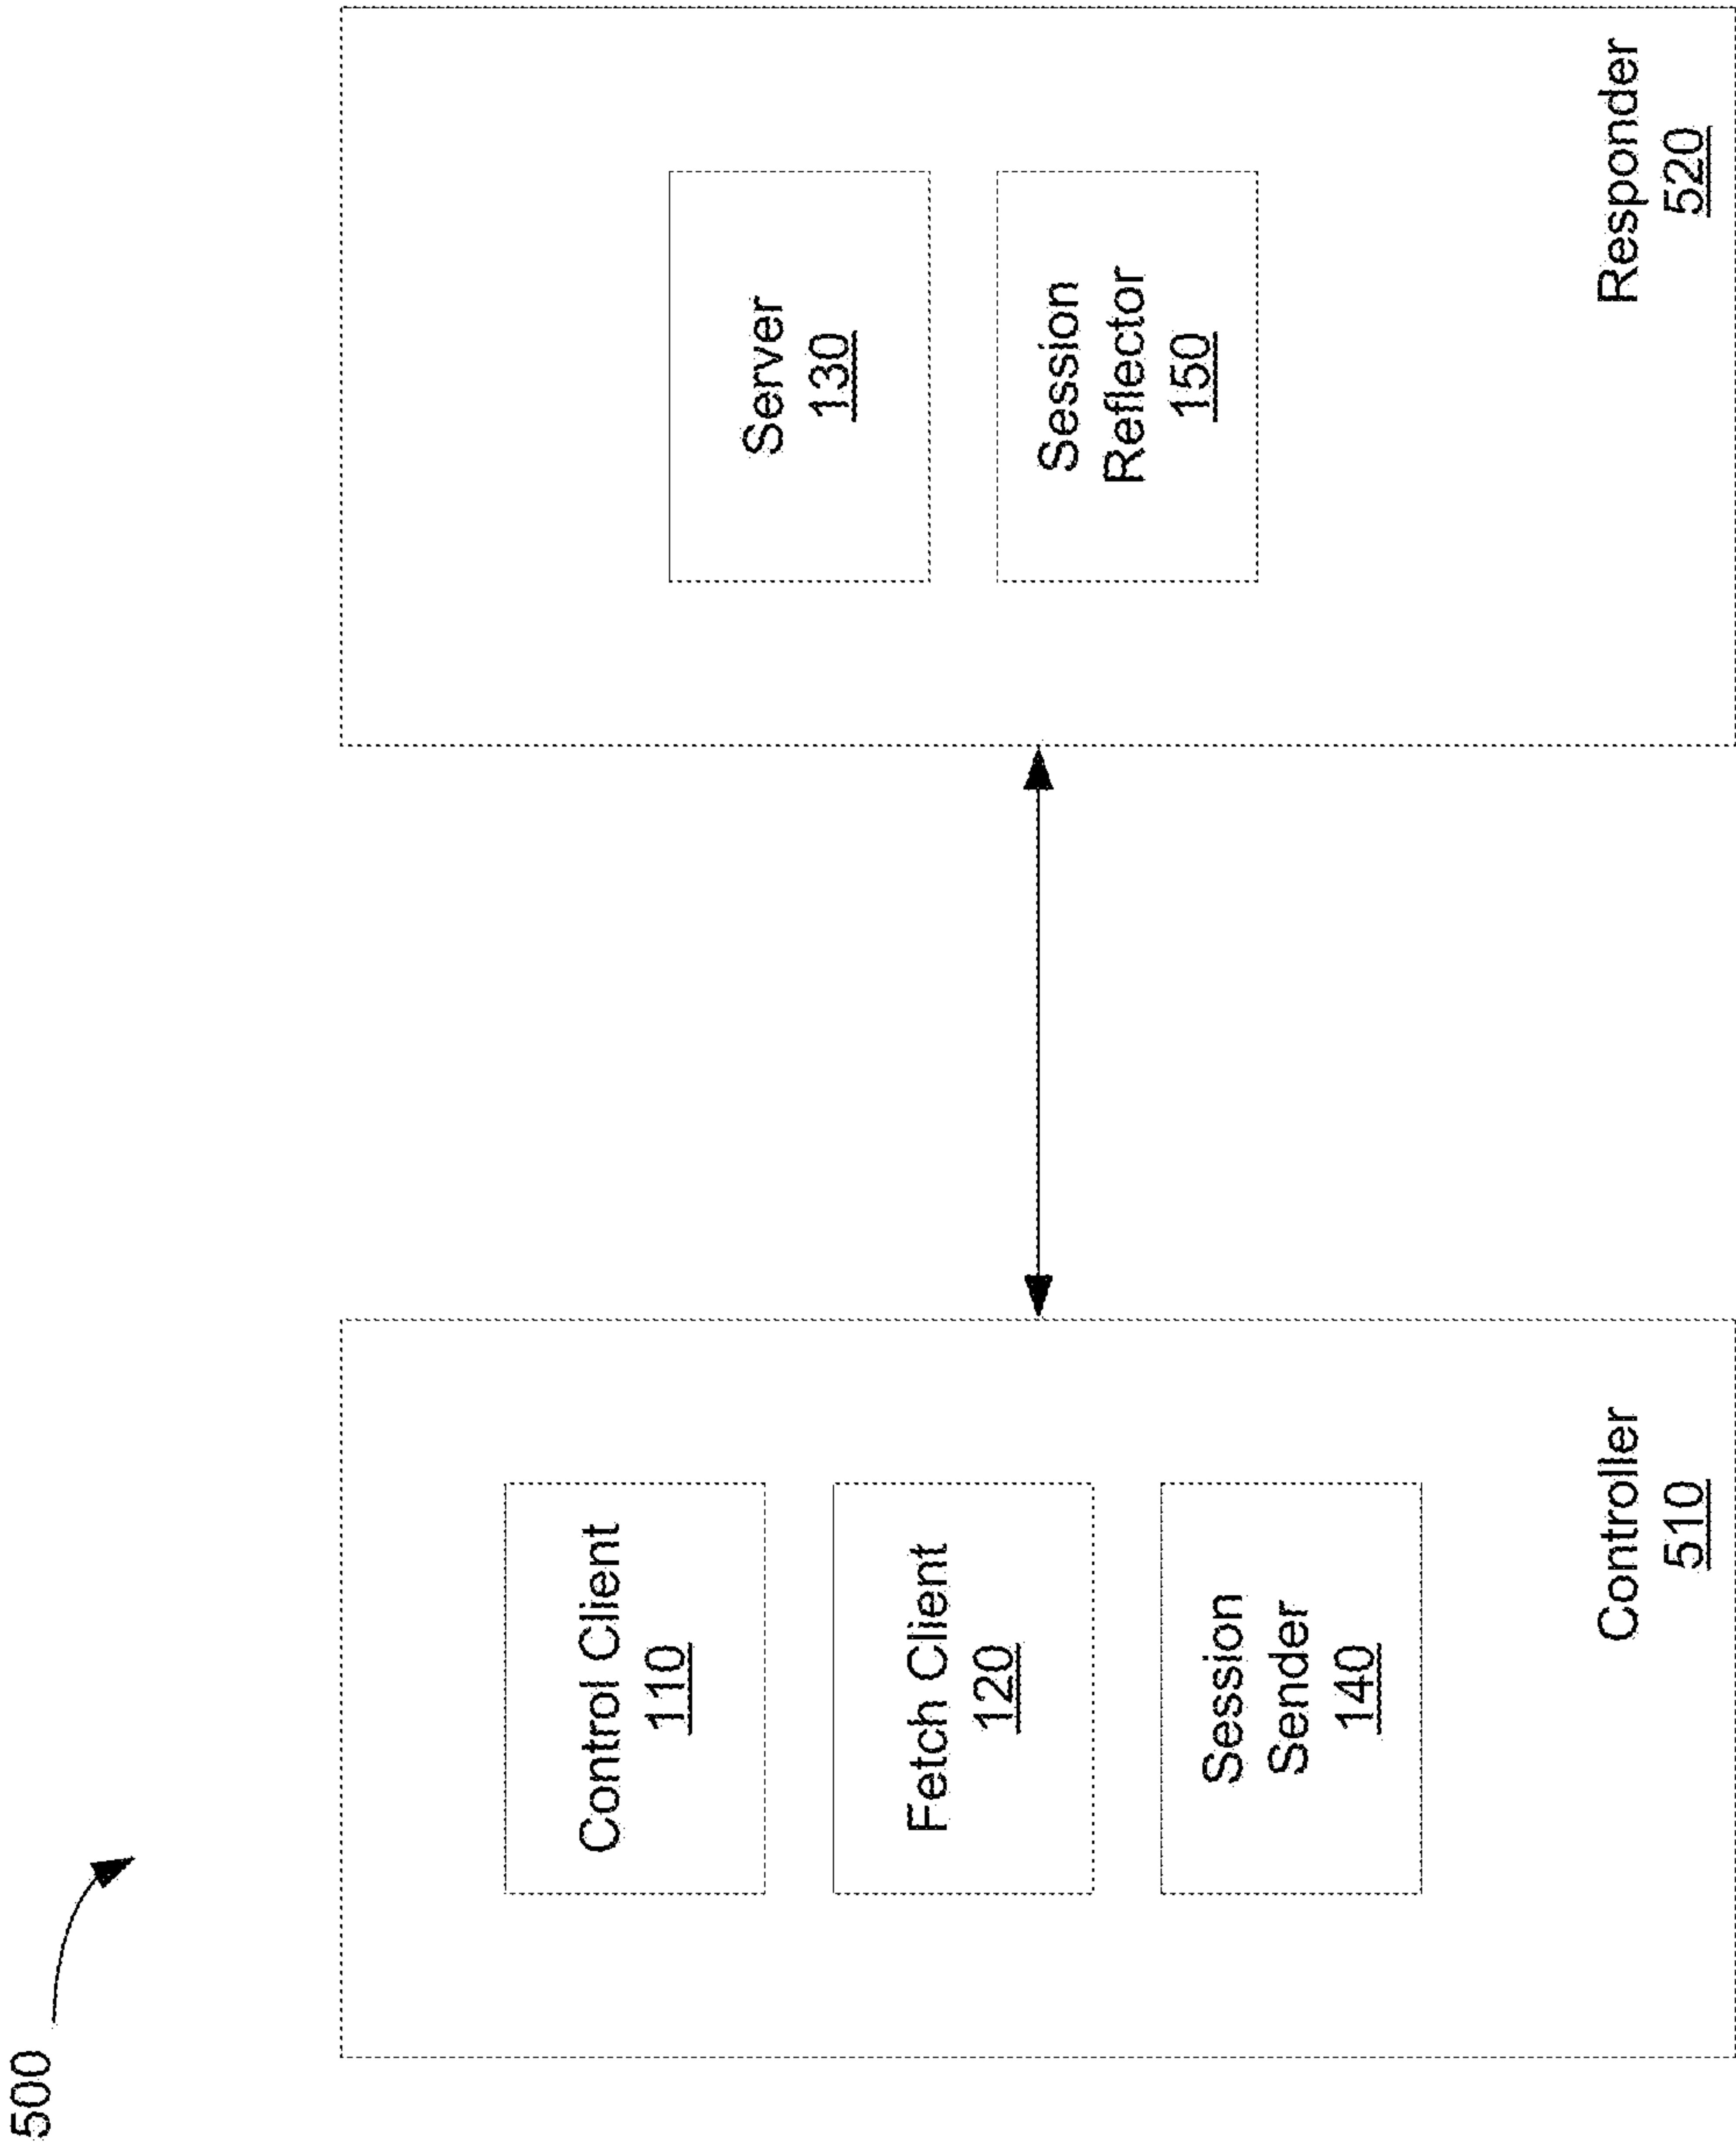 500
Control Client
110
Fetch Client
120
Session
Sender
140
Controller
510
Server
130
Session
Reflector
150
Responder
520